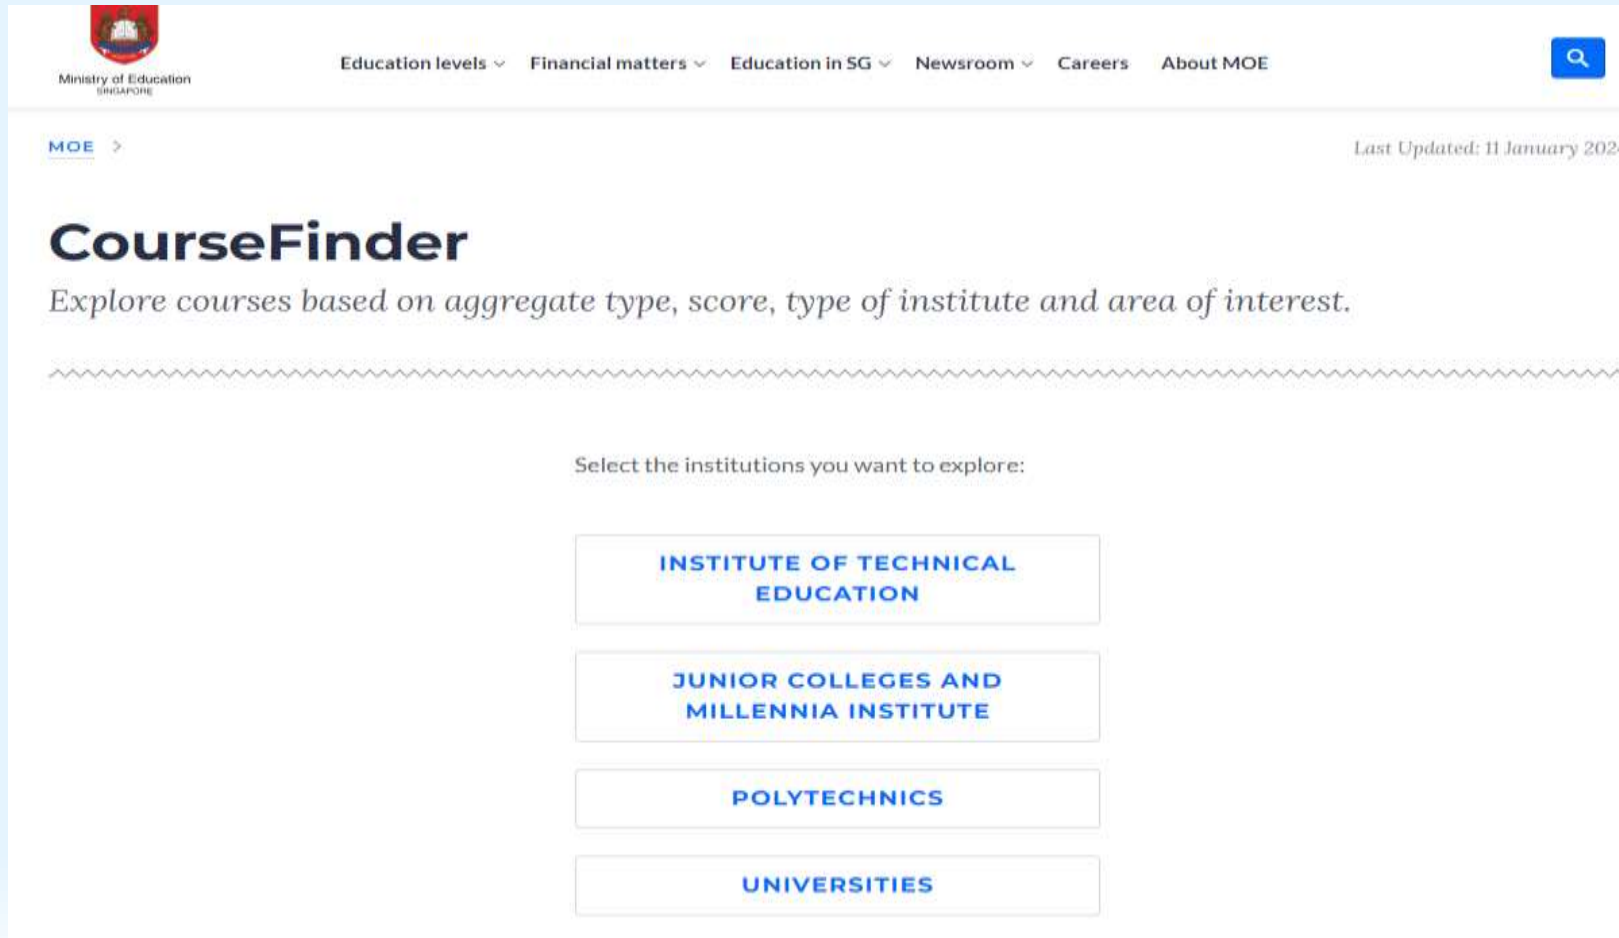 Ministry of Education
SINGAPORE
Education levels
Financial matters
Education in SG
Newsroom
Careers
About MOE
MOE >
Last Updated: 11 January
CourseFinder
Explore courses based on aggregate type, score, type of institute and area of interest.
Select the institutions you want to explore:
INSTITUTE OF TECHNICAL
EDUCATION
JUNIOR COLLEGES AND
MILLENNIA INSTITUTE
POLYTECHNICS
UNIVERSITIES